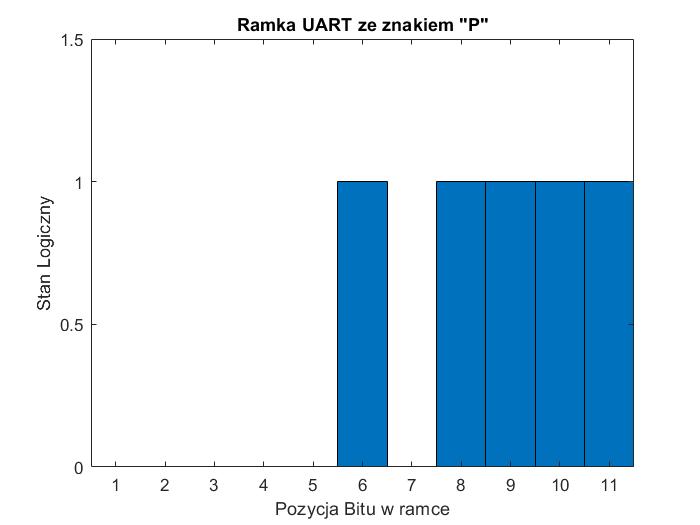 Ramka UART ze znakiem "P"
1.5
1
0.5
0
Stan Logiczny
1 2 3 4 5 6 7 8 9 10 11
Pozycja Bitu w ramce